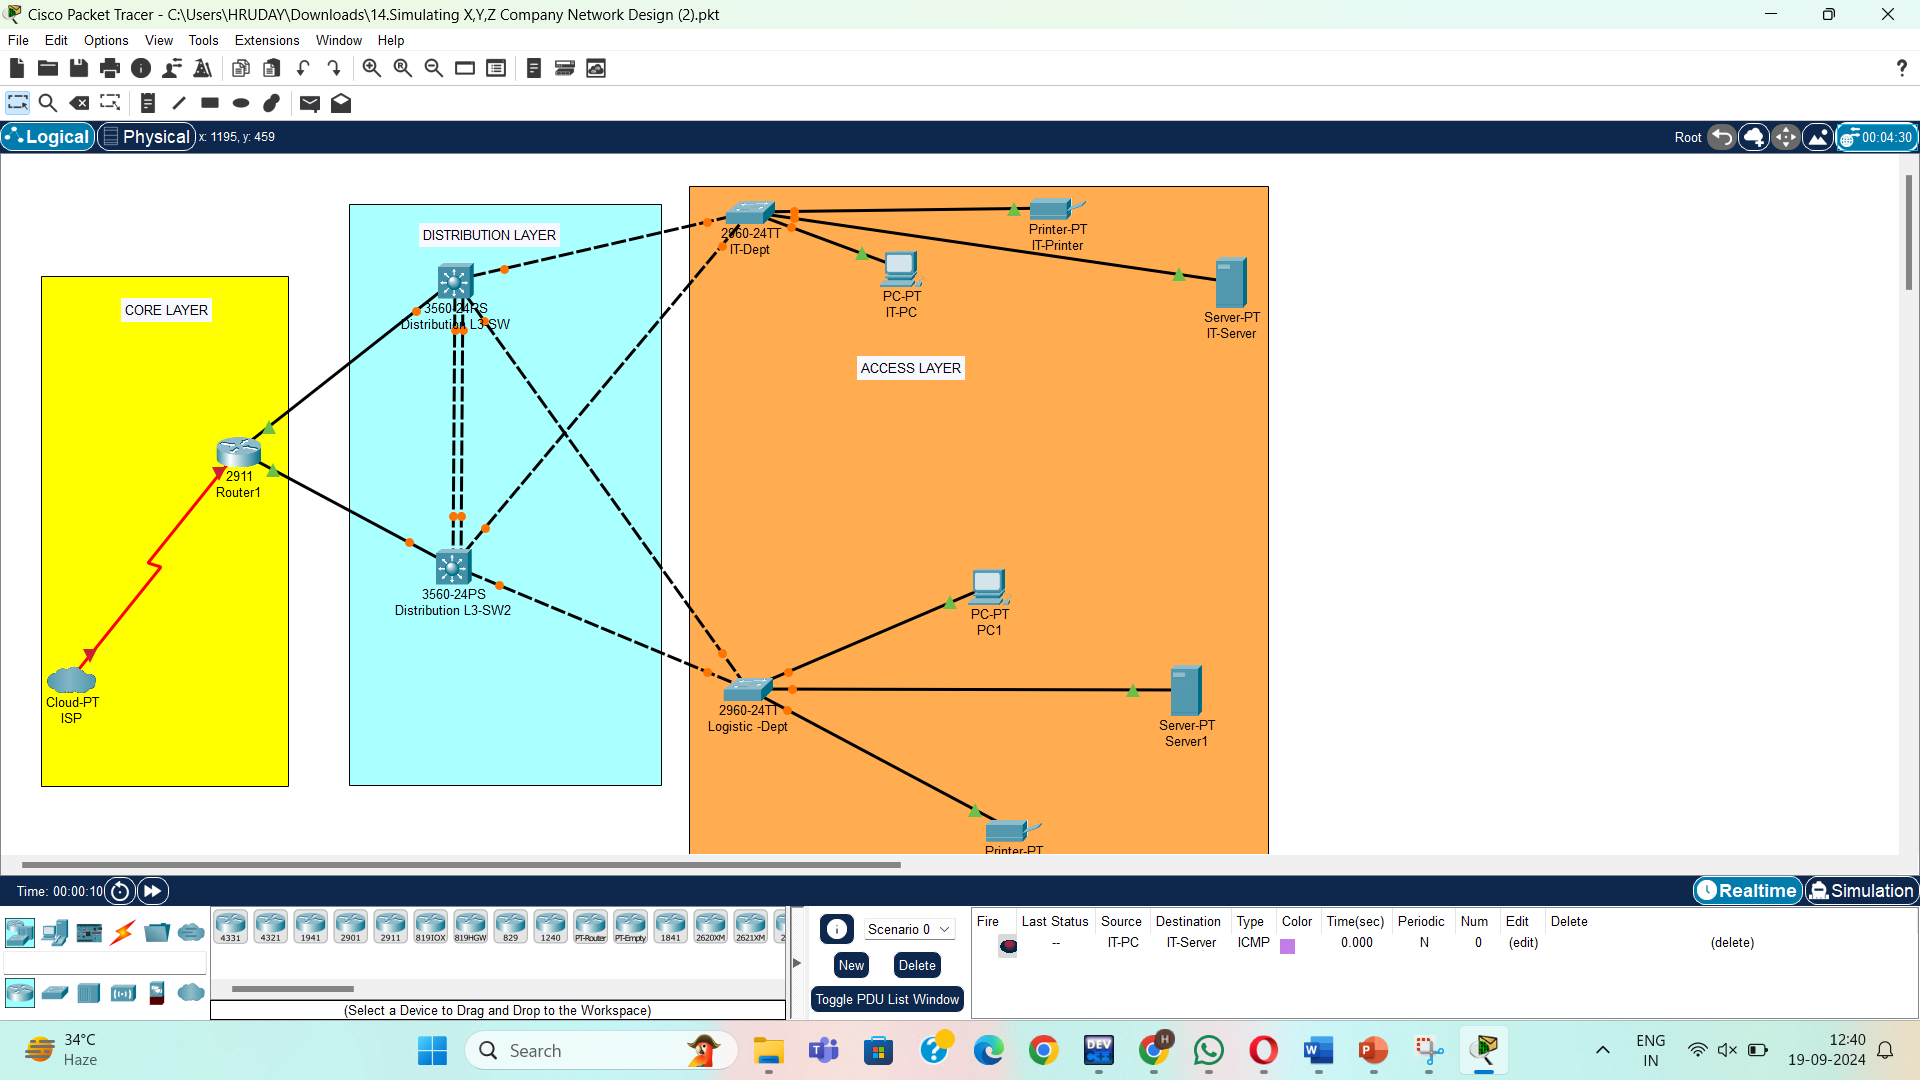 Cisco Packet Tracer - C:\Users\HRUDAY\Downloads\14.Simulating X,Y,Z Company Network Design (2).pkt
File Edit Options View Tools Extensions Window Help
?
Logical Physical x: 1195, y: 459
Root 00:04:30
CORE LAYER
DISTRIBUTION LAYER
ACCESS LAYER
2960-24TT
IT-Dept
Printer-PT
IT-Printer
PC-PT
IT-PC
Server-PT
IT-Server
3560-24PS
Distribution L3-SW
2911
Router1
3560-24PS
Distribution L3-SW2
Cloud-PT
ISP
PC-PT
PC1
2960-24TT
Logistic -Dept
Server-PT
Server1
Printer-PT
Time: 00:00:10
Realtime Simulation
4331 4321 1941 2901 2911 819IOX 819HGW 829 1240 PT-Router PT-Empty 1841 2620XM 2621XM 2
(Select a Device to Drag and Drop to the Workspace)
Scenario 0
New Delete
Toggle PDU List Window
Fire Last Status Source Destination Type Color Time(sec) Periodic Num Edit Delete
-- IT-PC IT-Server ICMP 0.000 N 0 (edit) (delete)
34°C
Haze
Search
DEV
C++
H
ENG
IN
12:40
19-09-2024